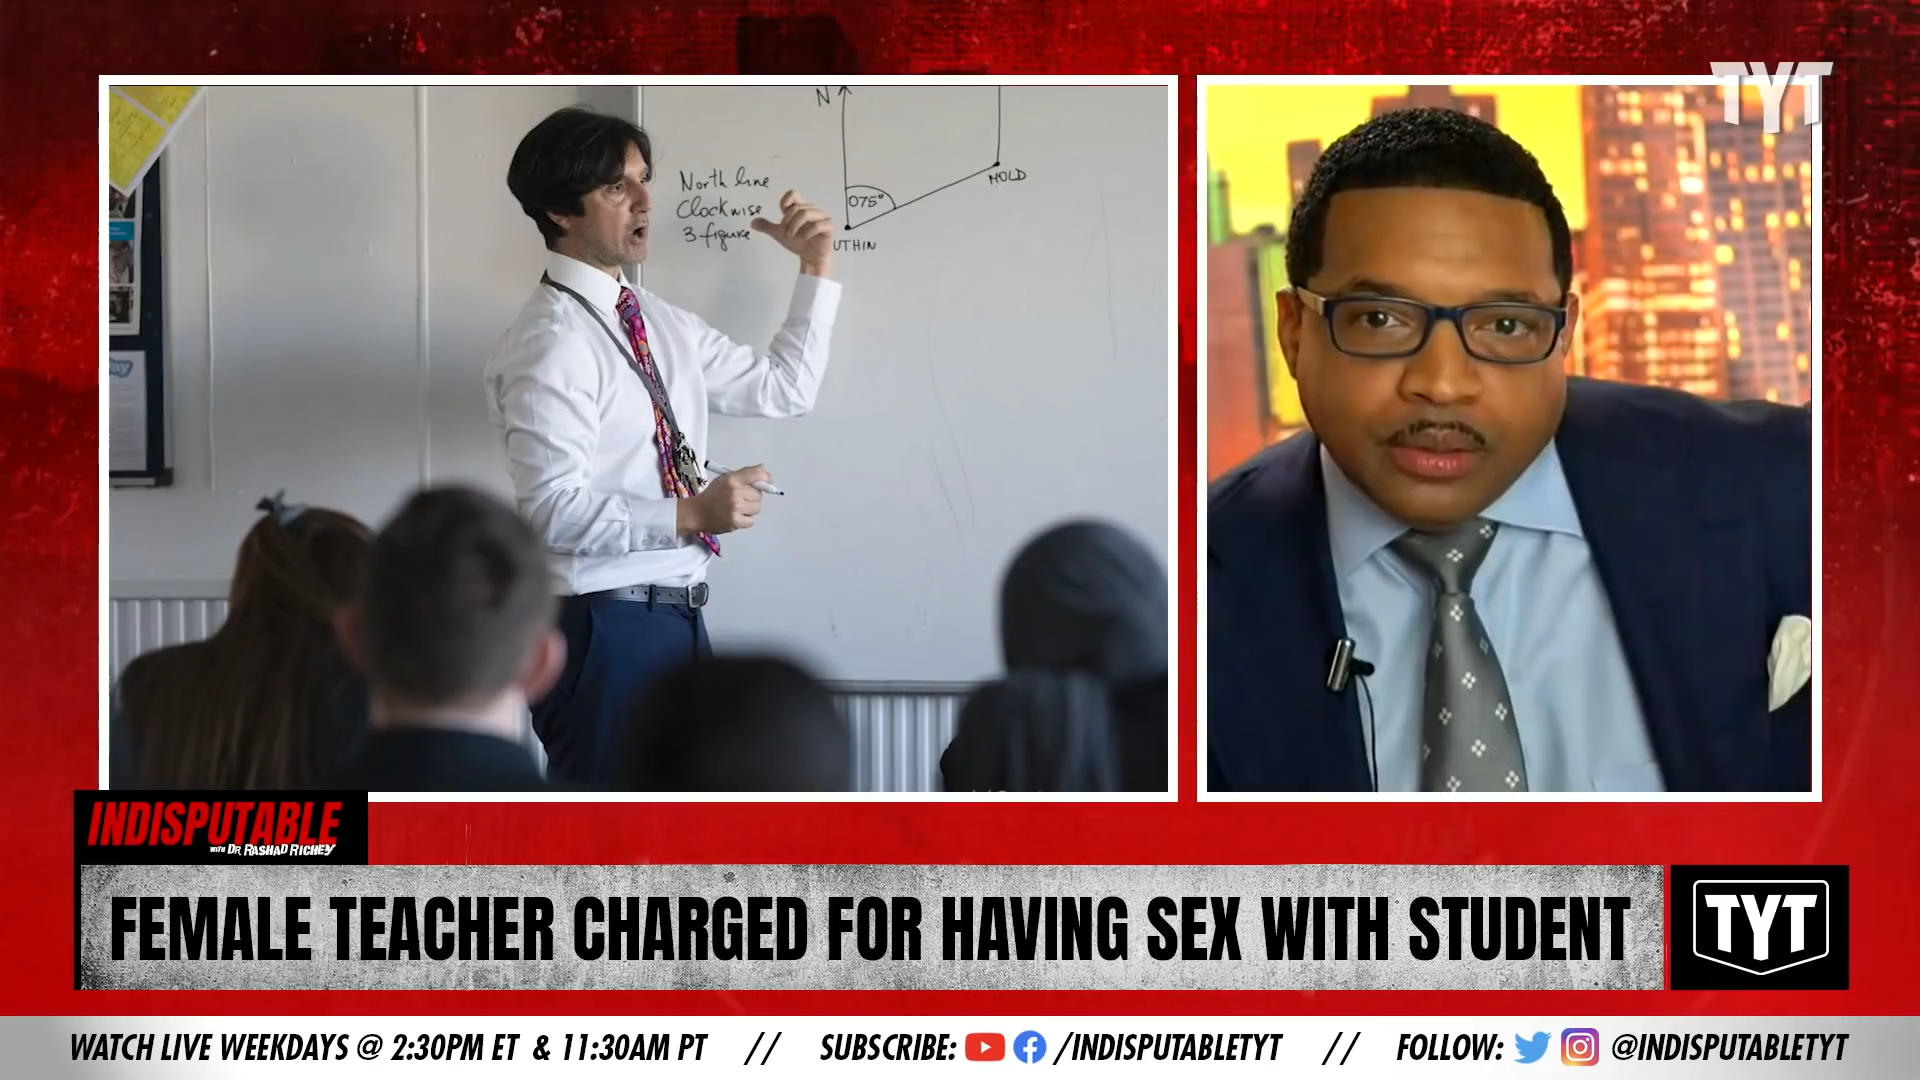 TYT
N
North line
Clockwise
3 figure
075°
HOLD
UTHIN
INDISPUTABLE
WITH DR RASHAD RICHEY
FEMALE TEACHER CHARGED FOR HAVING SEX WITH STUDENT
TYT
WATCH LIVE WEEKDAYS @ 2:30PM ET & 11:30AM PT // SUBSCRIBE: /INDISPUTABLETYT // FOLLOW: @INDISPUTABLETYT